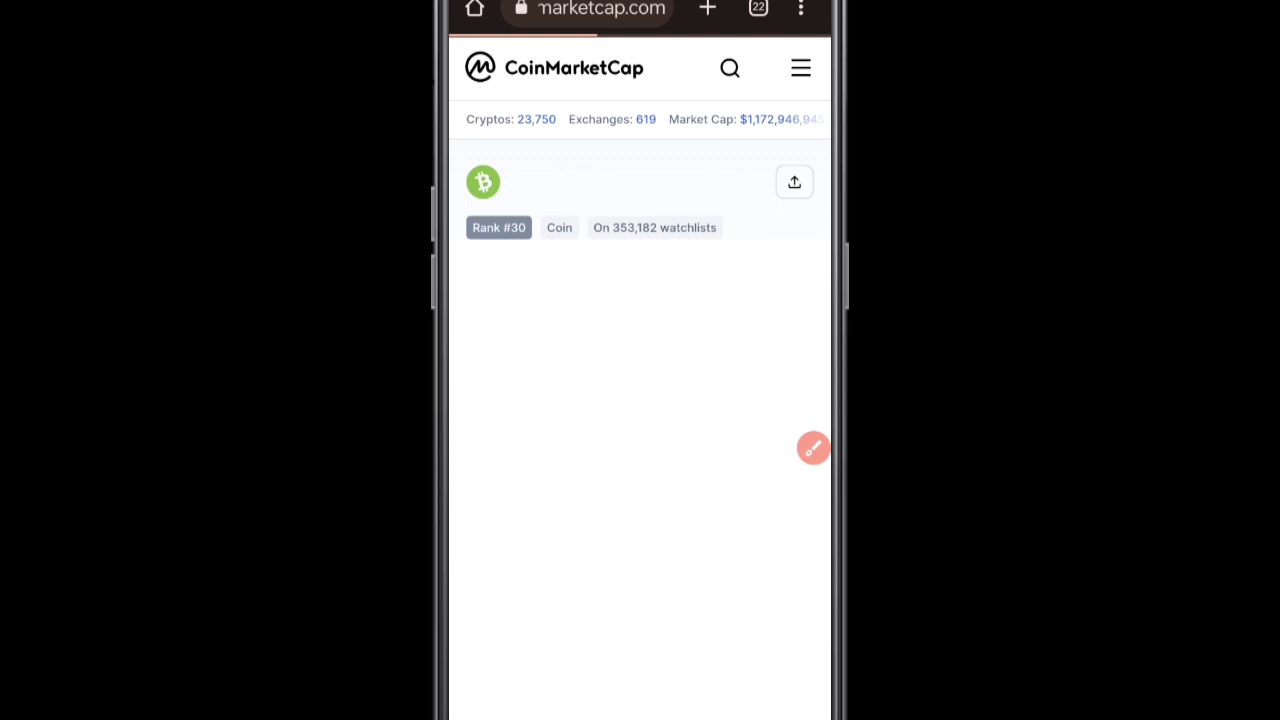 marketcap.com
22
CoinMarketCap
Cryptos: 23,750 Exchanges: 619 Market Cap: $1,172,946,945
Rank #30 Coin On 353,182 watchlists